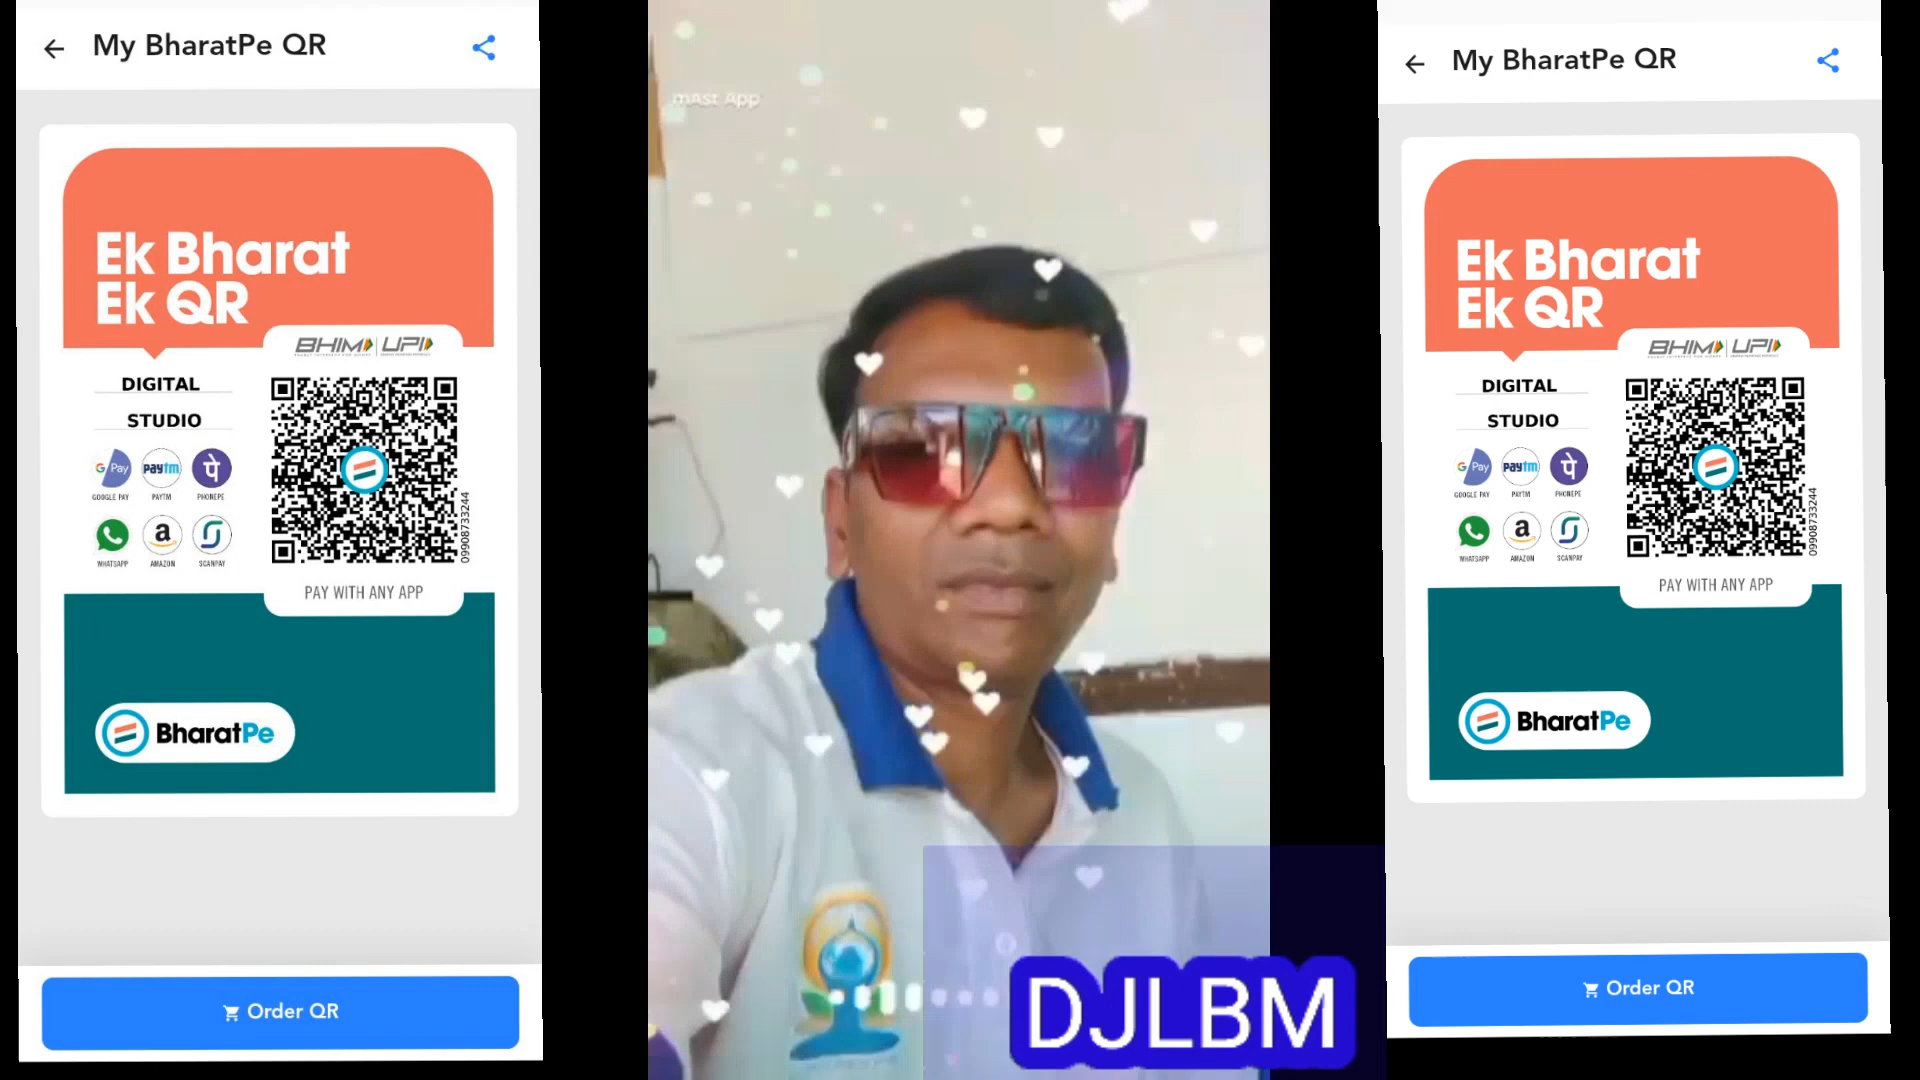 My BharatPe QR
Ek Bharat
Ek QR
BHIM UPI
DIGITAL
STUDIO
G Pay
paytm
पे
GOOGLE PAY
PAYTM
PHONEPE
a
WHATSAPP
AMAZON
SCANPAY
09908733244
PAY WITH ANY APP
BharatPe
Order QR
mAst App
DJLBM
My BharatPe QR
Ek Bharat
Ek QR
BHIM UPI
DIGITAL
STUDIO
G Pay
paytm
पे
GOOGLE PAY
PAYTM
PHONEPE
a
WHATSAPP
AMAZON
SCANPAY
09908733244
PAY WITH ANY APP
BharatPe
Order QR